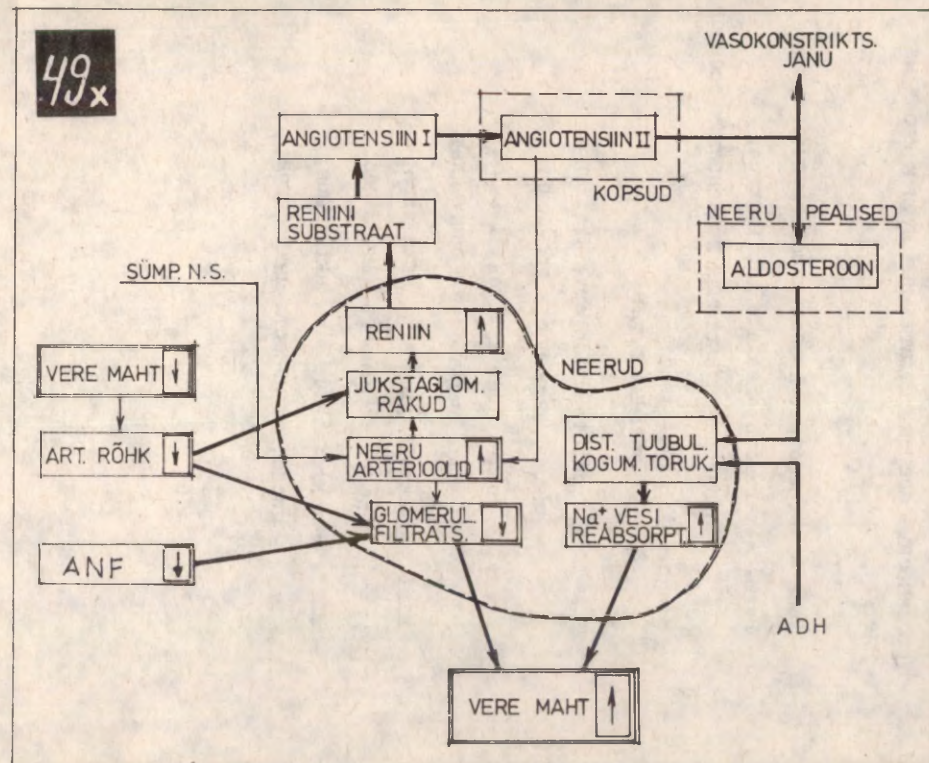 49x
VASOKONSTRIKTS.
JANU
ANGIOTENSIIN I
ANGIOTENSIIN II
KOPSUD
RENIINI
SUBSTRAAT
NEERU PEALISED
ALDOSTEROON
SÜMP. N.S.
RENIIN ↑
NEERUD
VERE MAHT ↓
JUKSTAGLOM.
RAKUD
ART. RÕHK ↓
NEERU
ARTERIOOLID ↑
DIST. TUUBUL.
KOGUM. TORUK.
GLOMERUL.
FILTRATS. ↓
Na⁺ VESI
REABSORPT. ↑
ANF ↓
ADH
VERE MAHT ↑